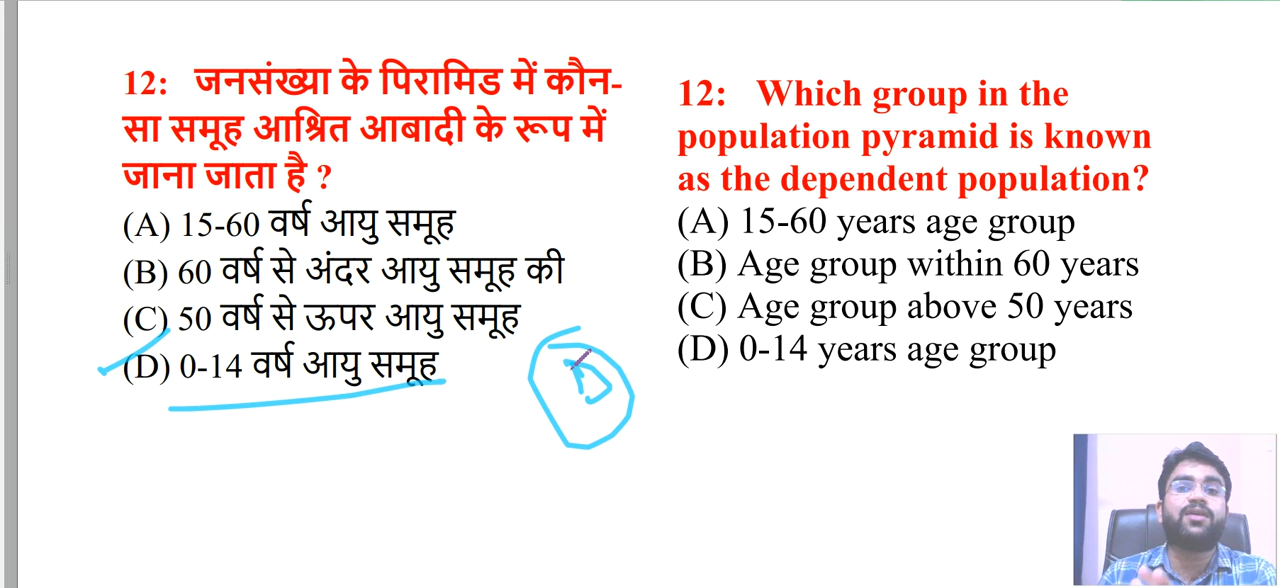 12: जनसंख्या के पिरामिड में कौन-
सा समूह आश्रित आबादी के रूप में
जाना जाता है ?
(A) 15-60 वर्ष आयु समूह
(B) 60 वर्ष से अंदर आयु समूह की
(C) 50 वर्ष से ऊपर आयु समूह
(D) 0-14 वर्ष आयु समूह
D
12: Which group in the
population pyramid is known
as the dependent population?
(A) 15-60 years age group
(B) Age group within 60 years
(C) Age group above 50 years
(D) 0-14 years age group